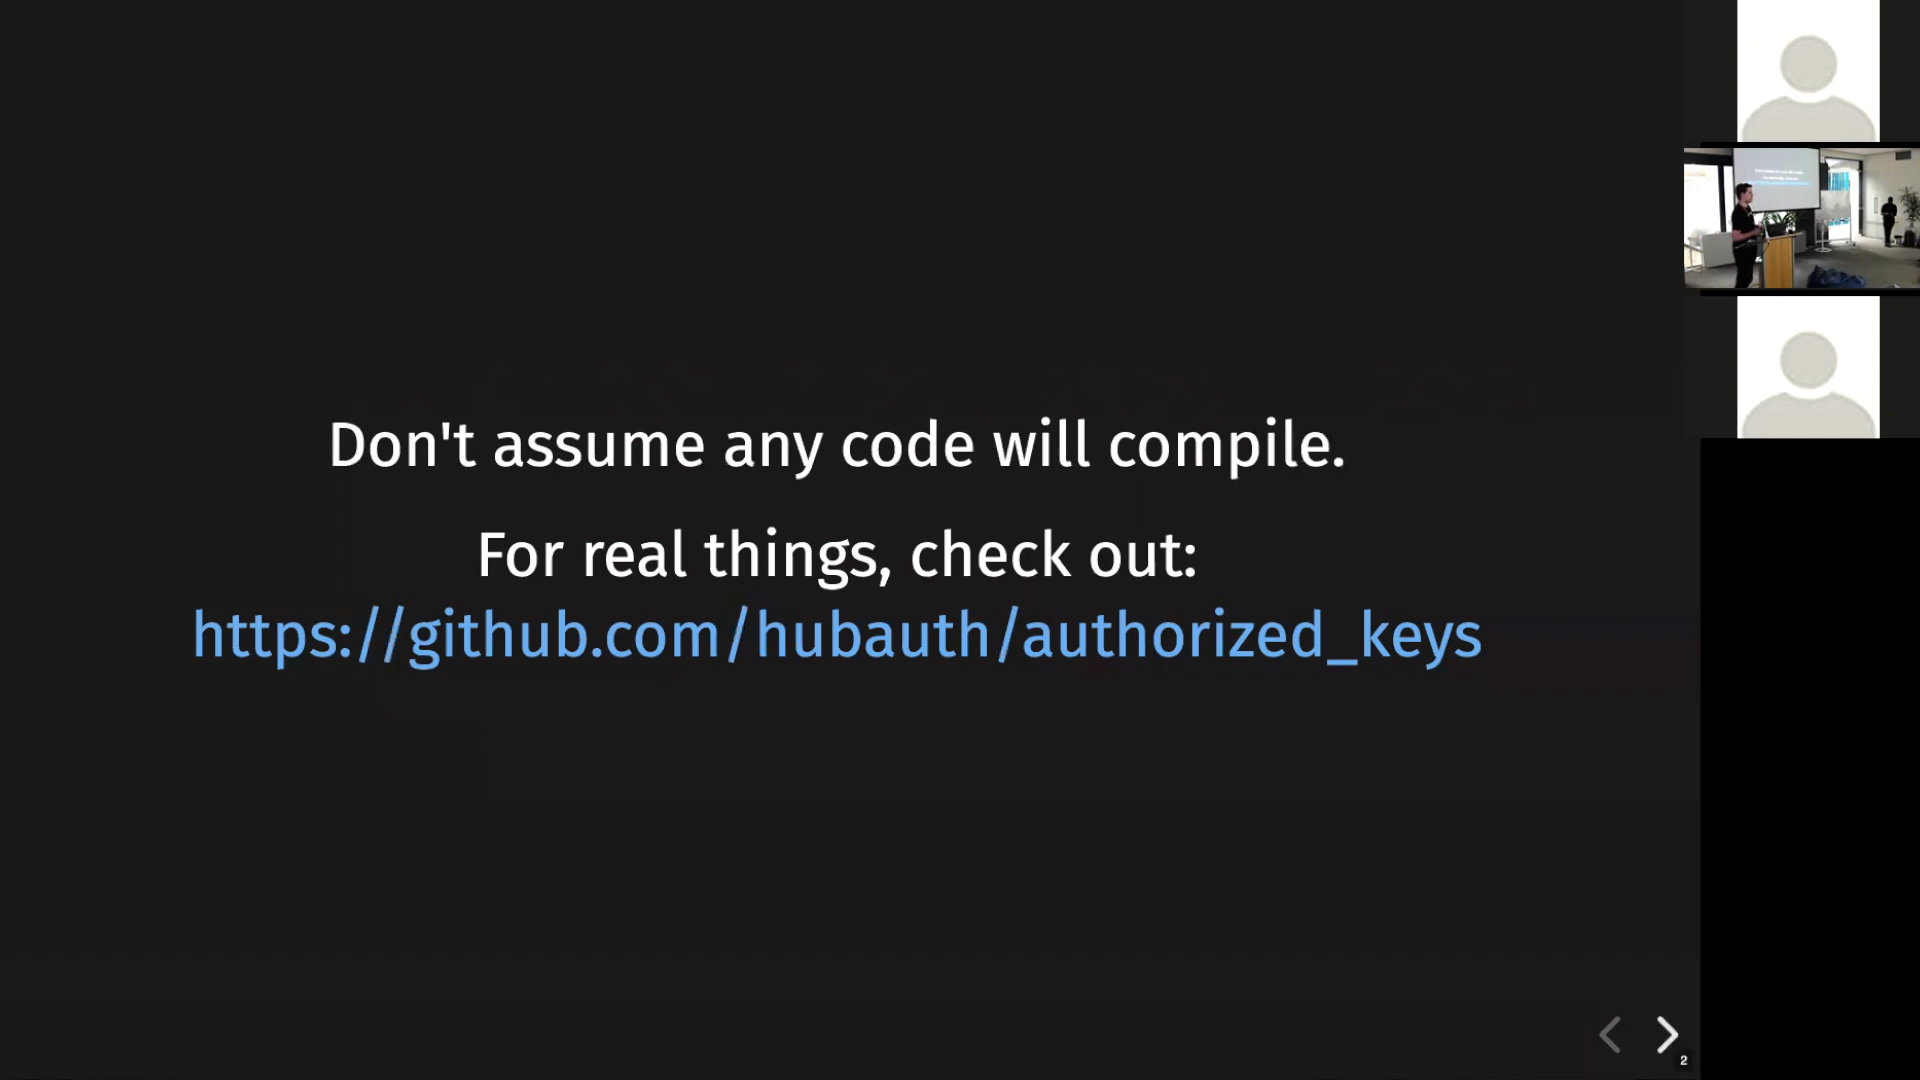 Don't assume any code will compile.
For real things, check out:
https://github.com/hubauth/authorized_keys
2